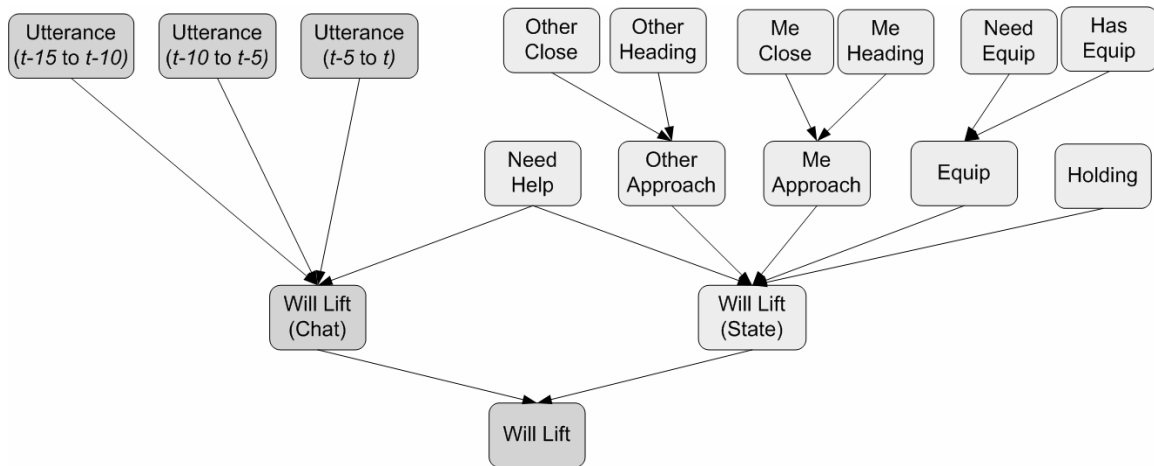 Utterance
(t-15 to t-10)
Utterance
(t-10 to t-5)
Utterance
(t-5 to t)
Other
Close
Other
Heading
Me
Close
Me
Heading
Need
Equip
Has
Equip
Need
Help
Other
Approach
Me
Approach
Equip
Holding
Will Lift
(Chat)
Will Lift
(State)
Will Lift